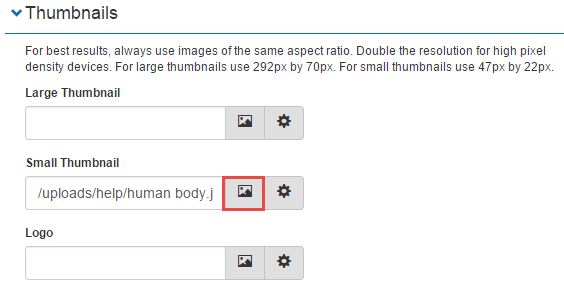 Thumbnails
For best results, always use images of the same aspect ratio. Double the resolution for high pixel
density devices. For large thumbnails use 292px by 70px. For small thumbnails use 47px by 22px.
Large Thumbnail
Small Thumbnail
/uploads/help/human body.j
Logo